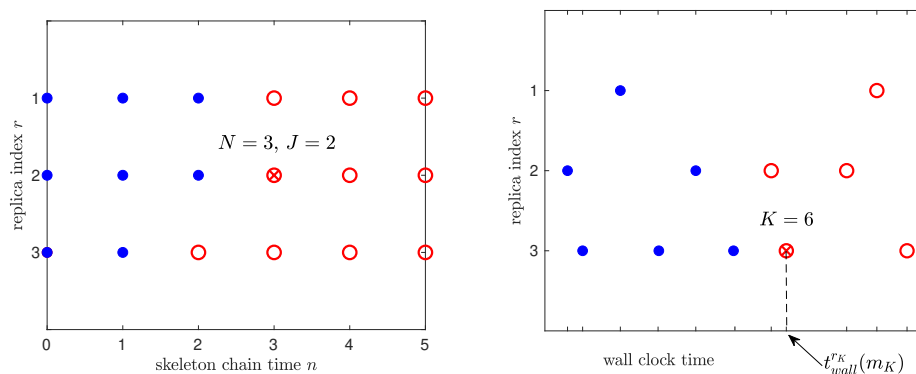 replica index r
1
2
3
N = 3, J = 2
0
1
2
3
4
5
skeleton chain time n
replica index r
1
2
3
K = 6
wall clock time
t_{wall}^{r_K}(m_K)